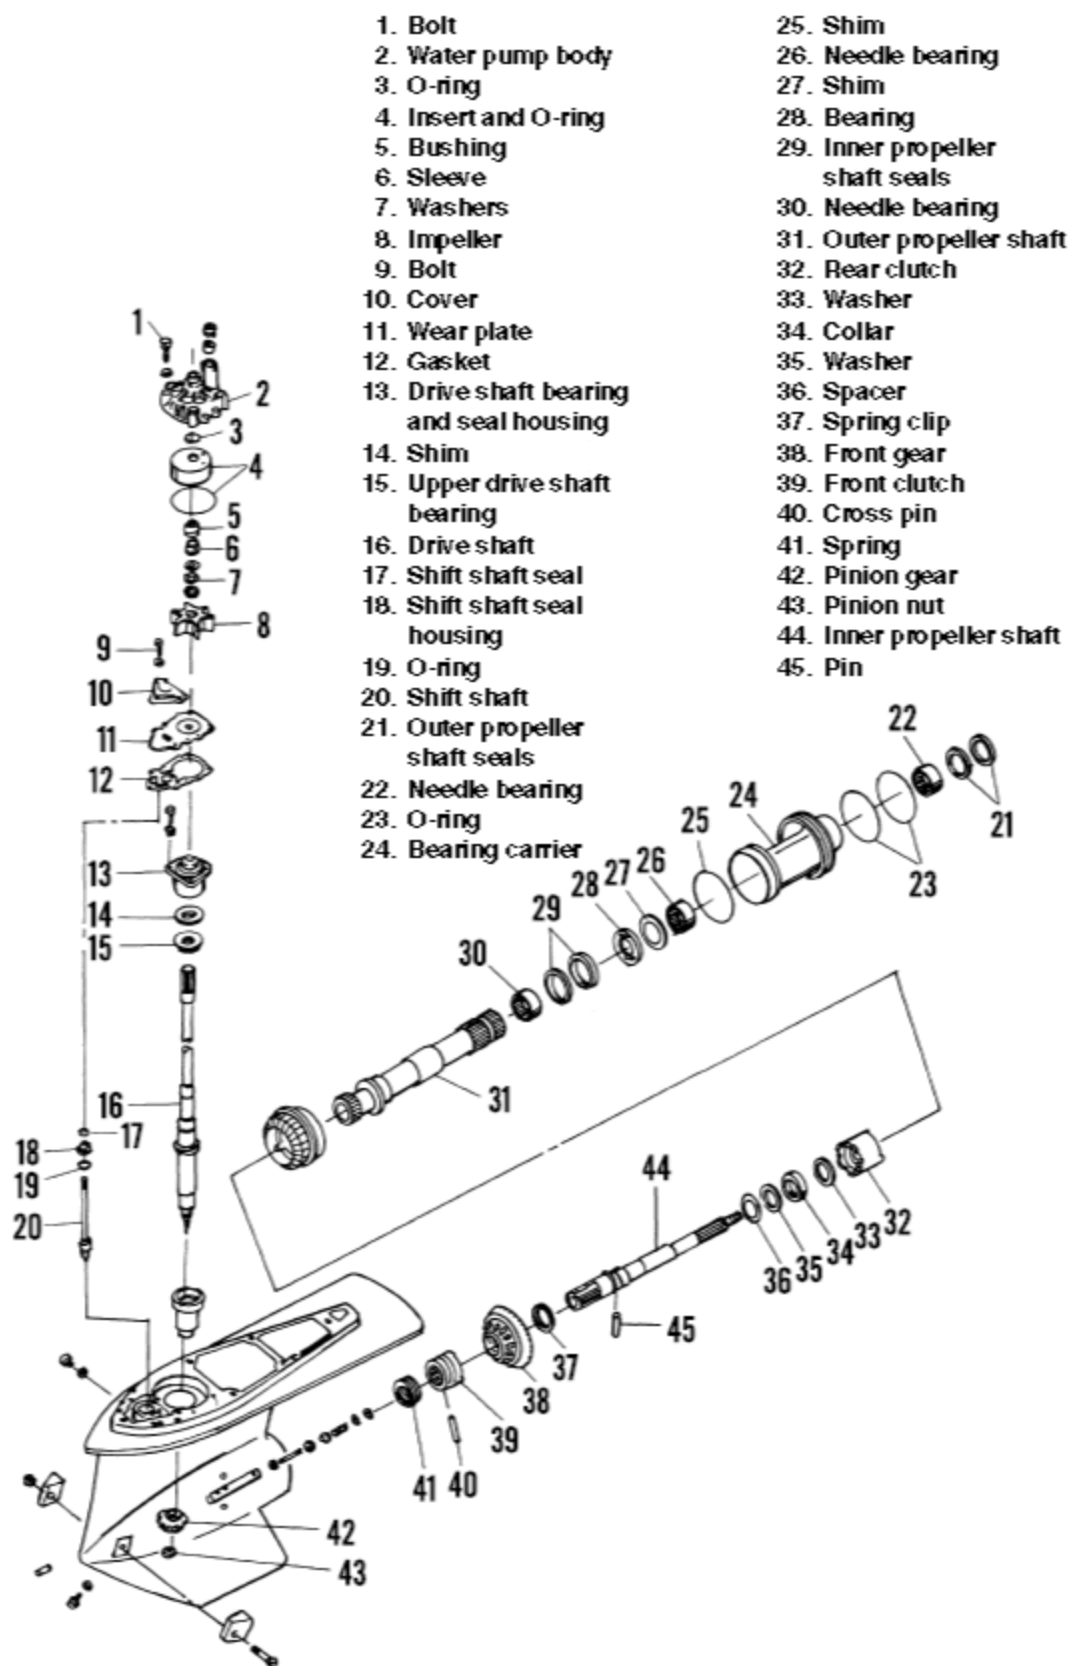 1. Bolt
2. Water pump body
3. O-ring
4. Insert and O-ring
5. Bushing
6. Sleeve
7. Washers
8. Impeller
9. Bolt
10. Cover
11. Wear plate
12. Gasket
13. Drive shaft bearing
and seal housing
14. Shim
15. Upper drive shaft
bearing
16. Drive shaft
17. Shift shaft seal
18. Shift shaft seal
housing
19. O-ring
20. Shift shaft
21. Outer propeller
shaft seals
22. Needle bearing
23. O-ring
24. Bearing carrier
25. Shim
26. Needle bearing
27. Shim
28. Bearing
29. Inner propeller
shaft seals
30. Needle bearing
31. Outer propeller shaft
32. Rear clutch
33. Washer
34. Collar
35. Washer
36. Spacer
37. Spring clip
38. Front gear
39. Front clutch
40. Cross pin
41. Spring
42. Pinion gear
43. Pinion nut
44. Inner propeller shaft
45. Pin
1
2
3
4
5
6
7
8
9
10
11
12
13
14
15
16
17
18
19
20
22
21
24
23
25
26
27
28
29
30
31
44
32
33
34
35
36
45
37
38
39
40
41
42
43